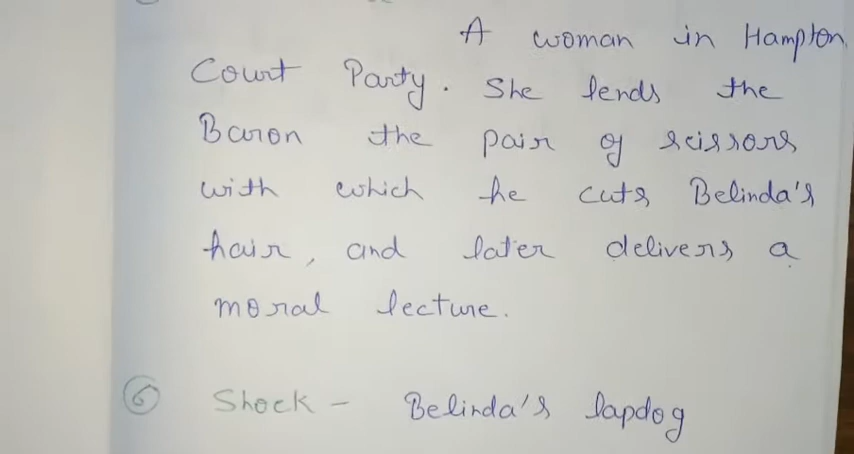 A woman in Hampton
Court Party. She lends the
Baron the pair of scissors
with which he cuts Belinda's
hair, and later delivers a
moral lecture.
6 Shock - Belinda's lapdog